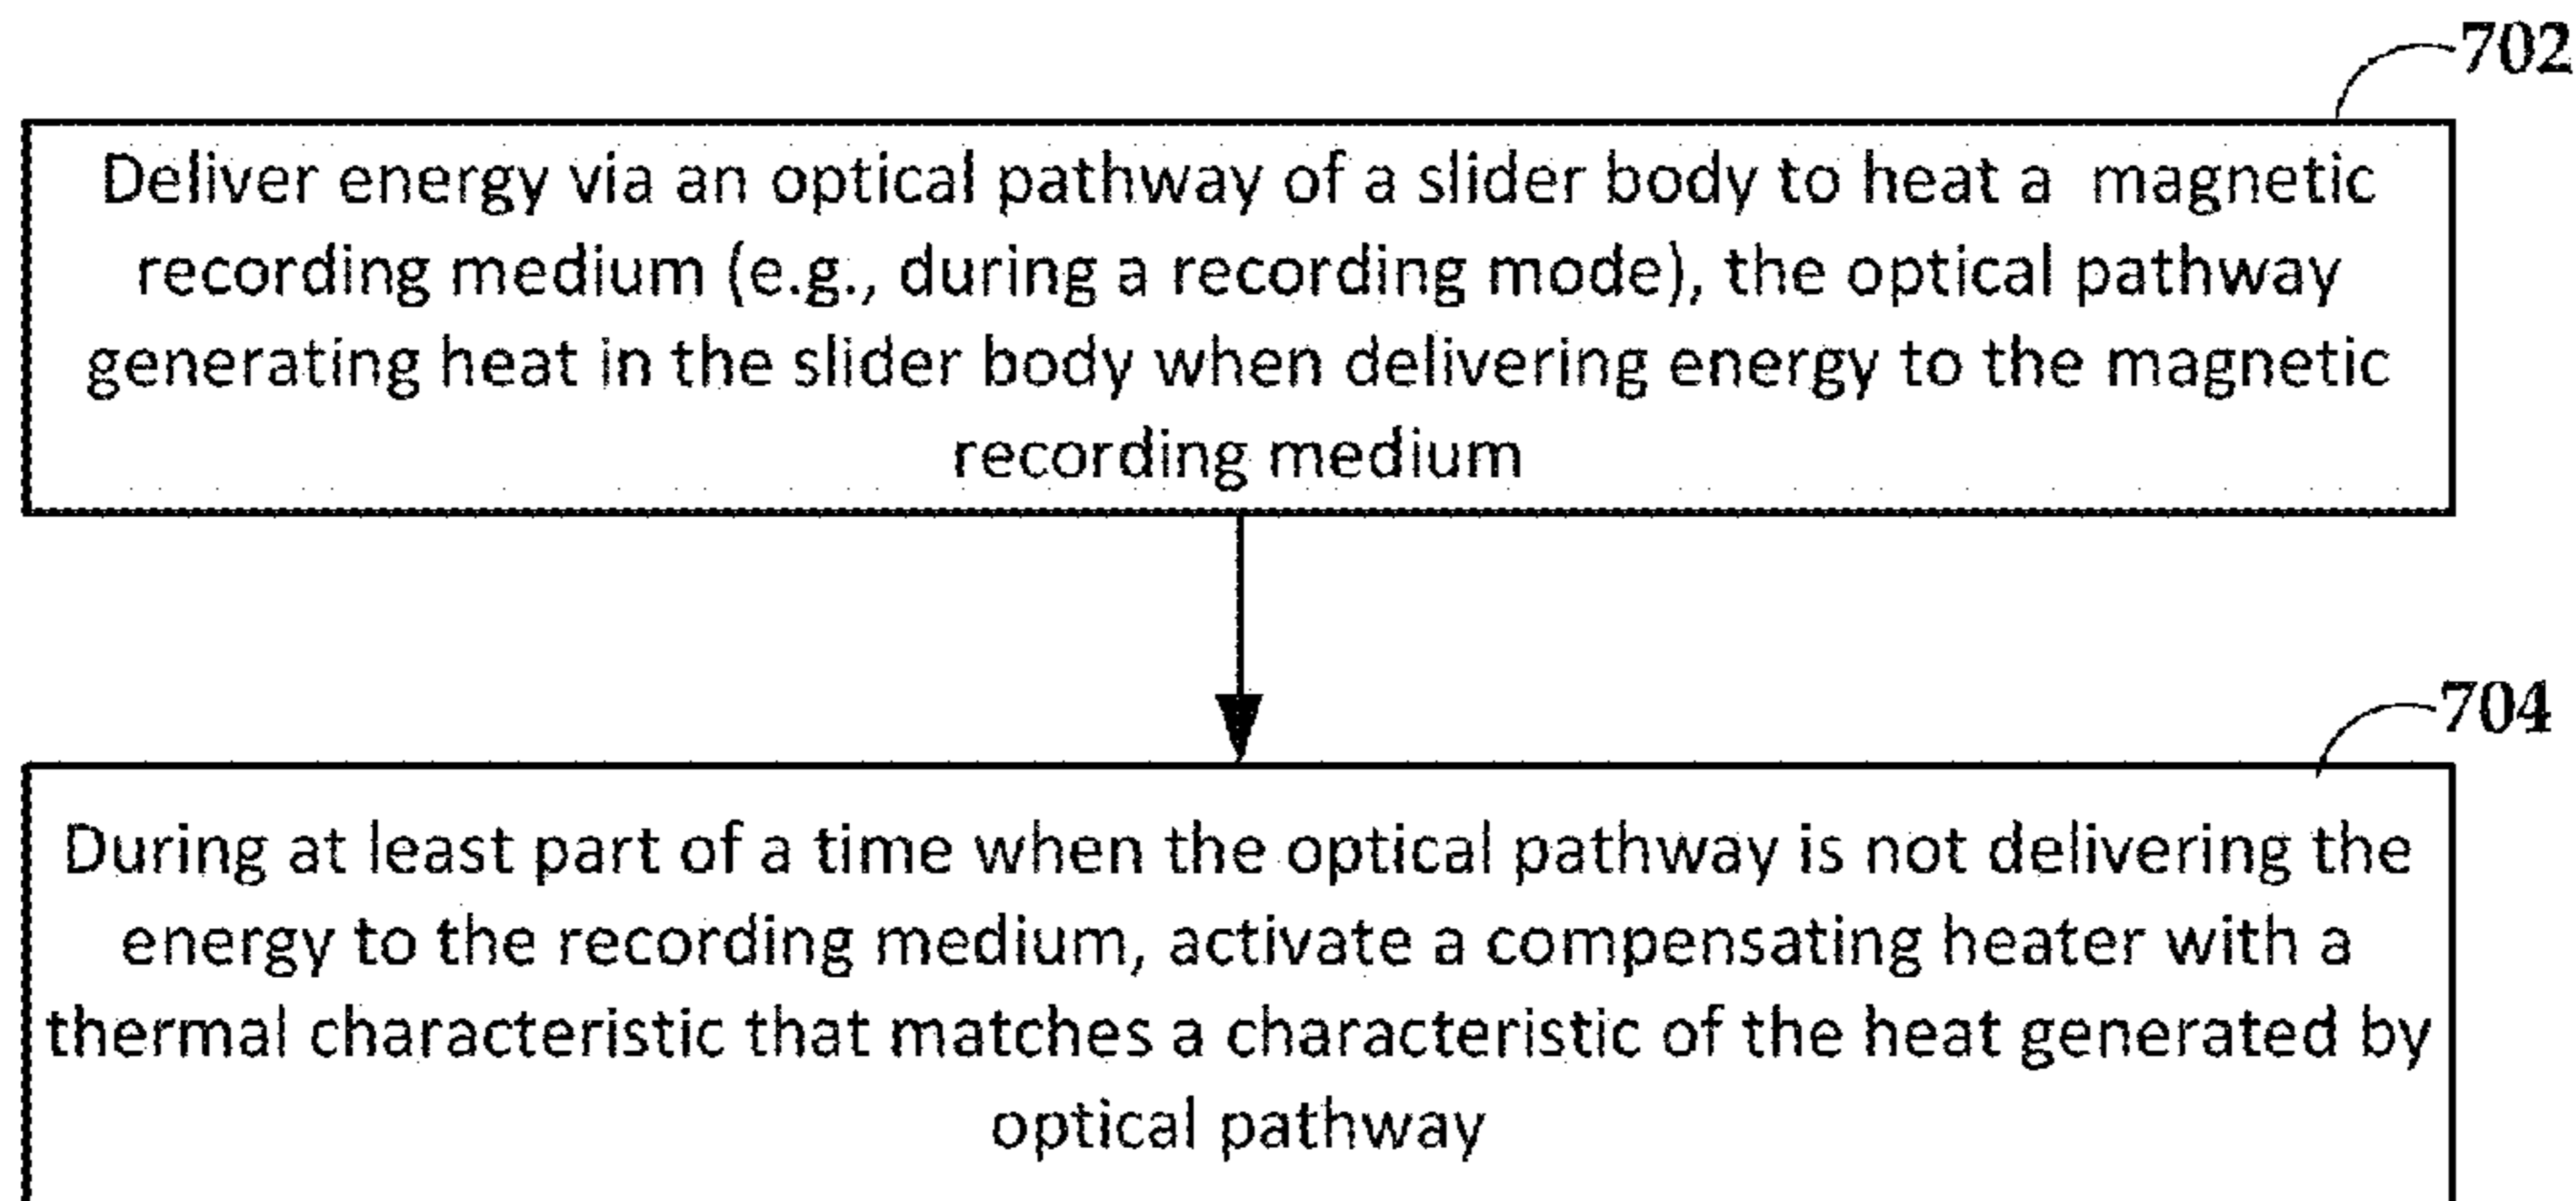 702
Deliver energy via an optical pathway of a slider body to heat a magnetic
recording medium (e.g., during a recording mode), the optical pathway
generating heat in the slider body when delivering energy to the magnetic
recording medium
704
During at least part of a time when the optical pathway is not delivering the
energy to the recording medium, activate a compensating heater with a
thermal characteristic that matches a characteristic of the heat generated by
optical pathway